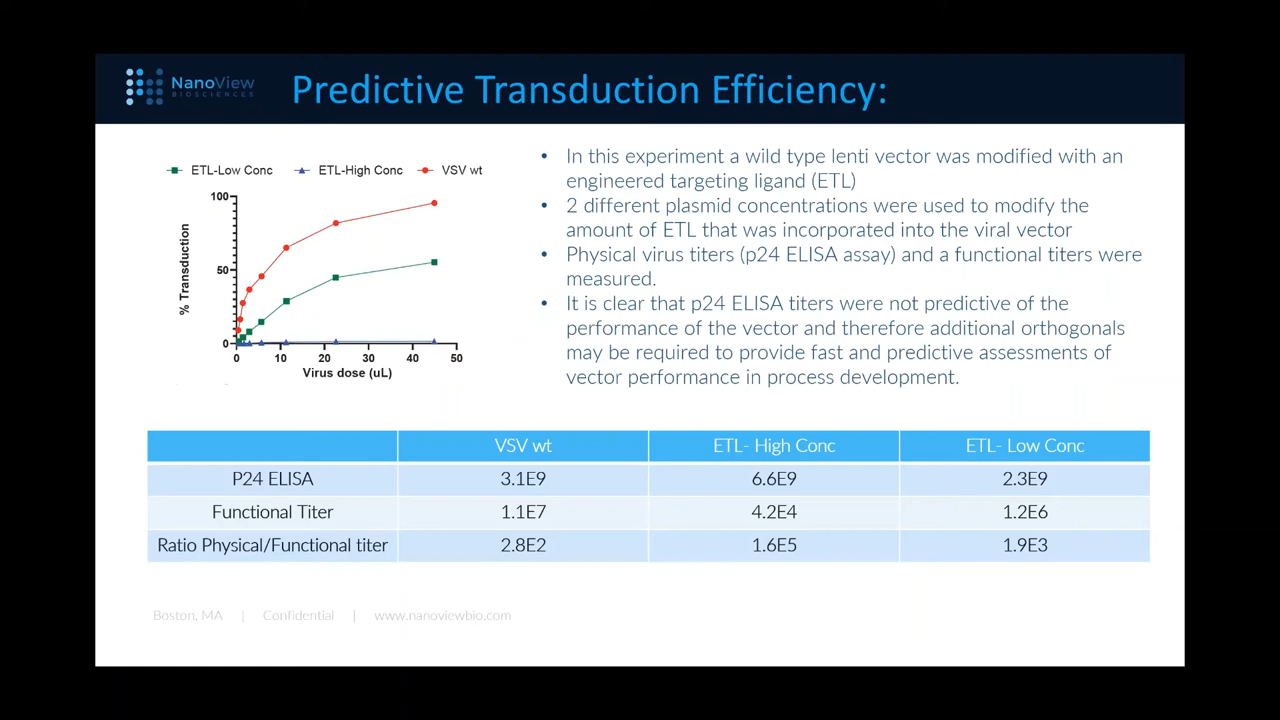 NanoView
BIOSCIENCES
Predictive Transduction Efficiency:
ETL-Low Conc ETL-High Conc VSV wt
100
50
0
% Transduction
0 10 20 30 40 50
Virus dose (uL)
• In this experiment a wild type lenti vector was modified with an
engineered targeting ligand (ETL)
• 2 different plasmid concentrations were used to modify the
amount of ETL that was incorporated into the viral vector
• Physical virus titers (p24 ELISA assay) and a functional titers were
measured.
• It is clear that p24 ELISA titers were not predictive of the
performance of the vector and therefore additional orthogonals
may be required to provide fast and predictive assessments of
vector performance in process development.
VSV wt ETL- High Conc ETL- Low Conc
P24 ELISA 3.1E9 6.6E9 2.3E9
Functional Titer 1.1E7 4.2E4 1.2E6
Ratio Physical/Functional titer 2.8E2 1.6E5 1.9E3
Boston, MA | Confidential | www.nanoviewbio.com